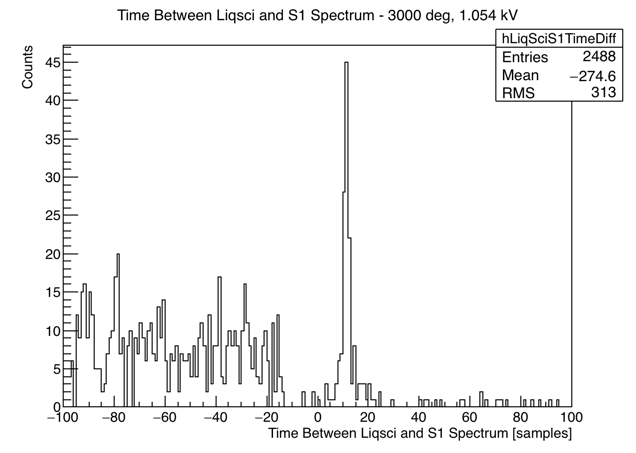 Time Between Liqsci and S1 Spectrum - 3000 deg, 1.054 kV
hLiqSciS1TimeDiff
Entries 2488
Mean −274.6
RMS 313
Counts
45
40
35
30
25
20
15
10
5
0
−100 −80 −60 −40 −20 0 20 40 60 80 100
Time Between Liqsci and S1 Spectrum [samples]